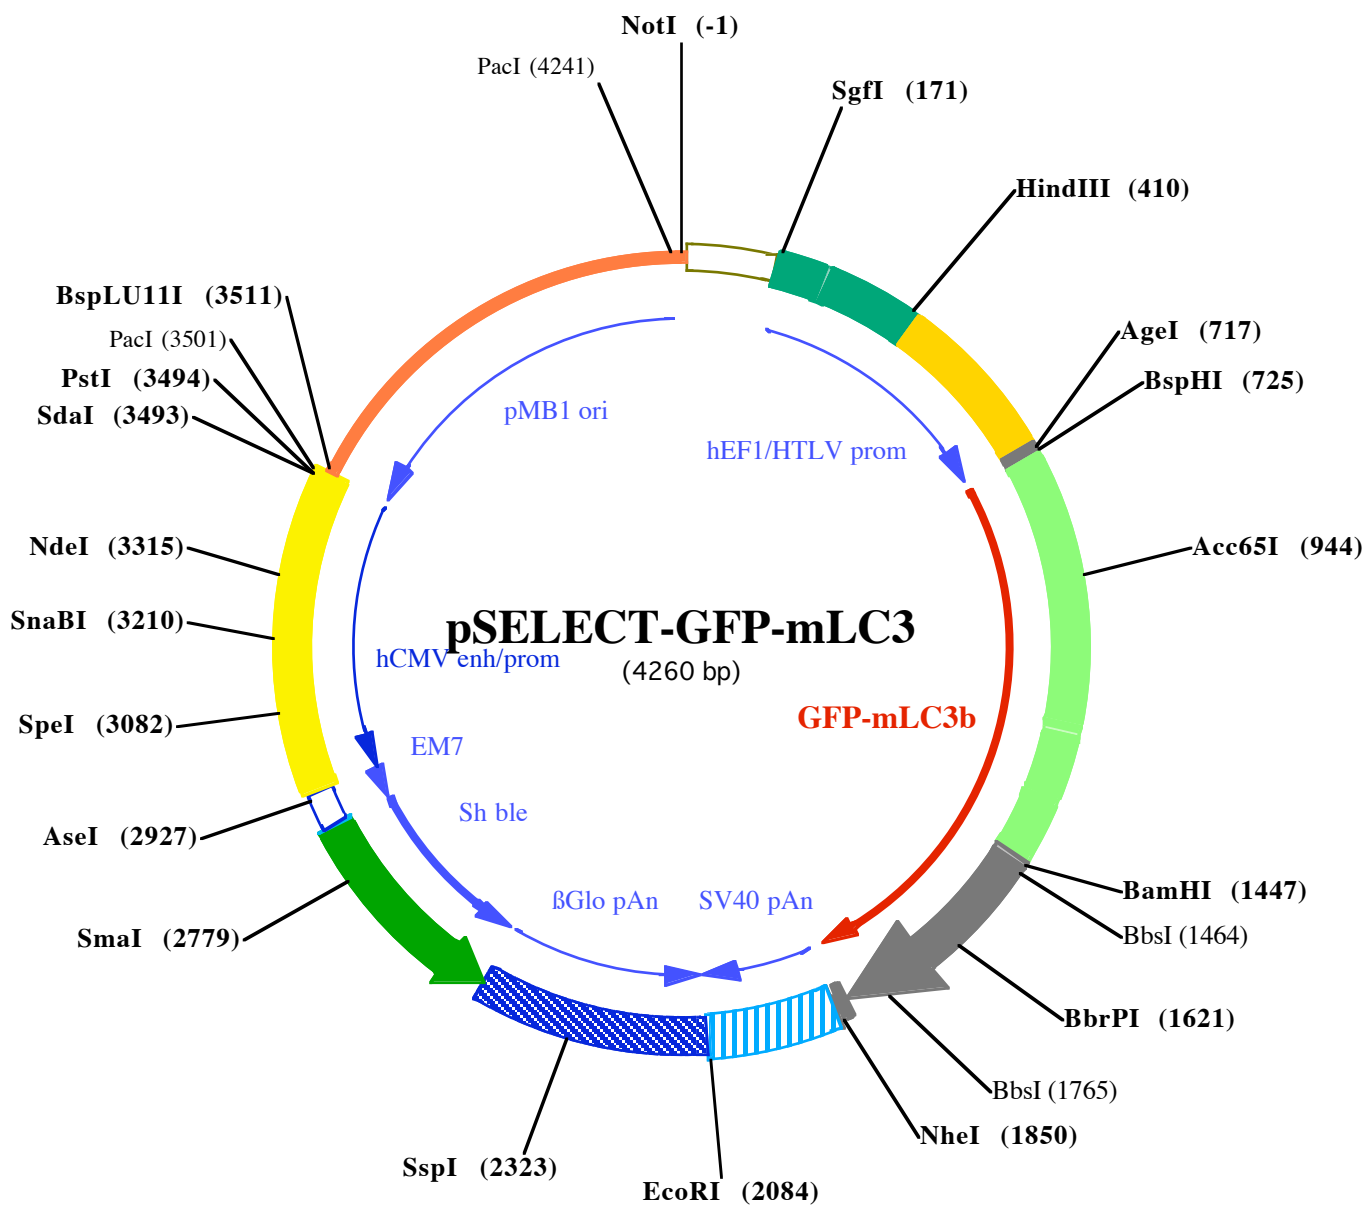 NotI (-1)
PacI (4241)
SgfI (171)
HindIII (410)
BspLU11I (3511)
PacI (3501)
PstI (3494)
SdaI (3493)
AgeI (717)
BspHI (725)
pMB1 ori
hEF1/HTLV prom
NdeI (3315)
Acc65I (944)
SnaBI (3210)
pSELECT-GFP-mLC3
hCMV enh/prom
(4260 bp)
SpeI (3082)
GFP-mLC3b
EM7
Sh ble
AseI (2927)
ßGlo pAn
SV40 pAn
BamHI (1447)
SmaI (2779)
BbsI (1464)
BbrPI (1621)
BbsI (1765)
NheI (1850)
SspI (2323)
EcoRI (2084)